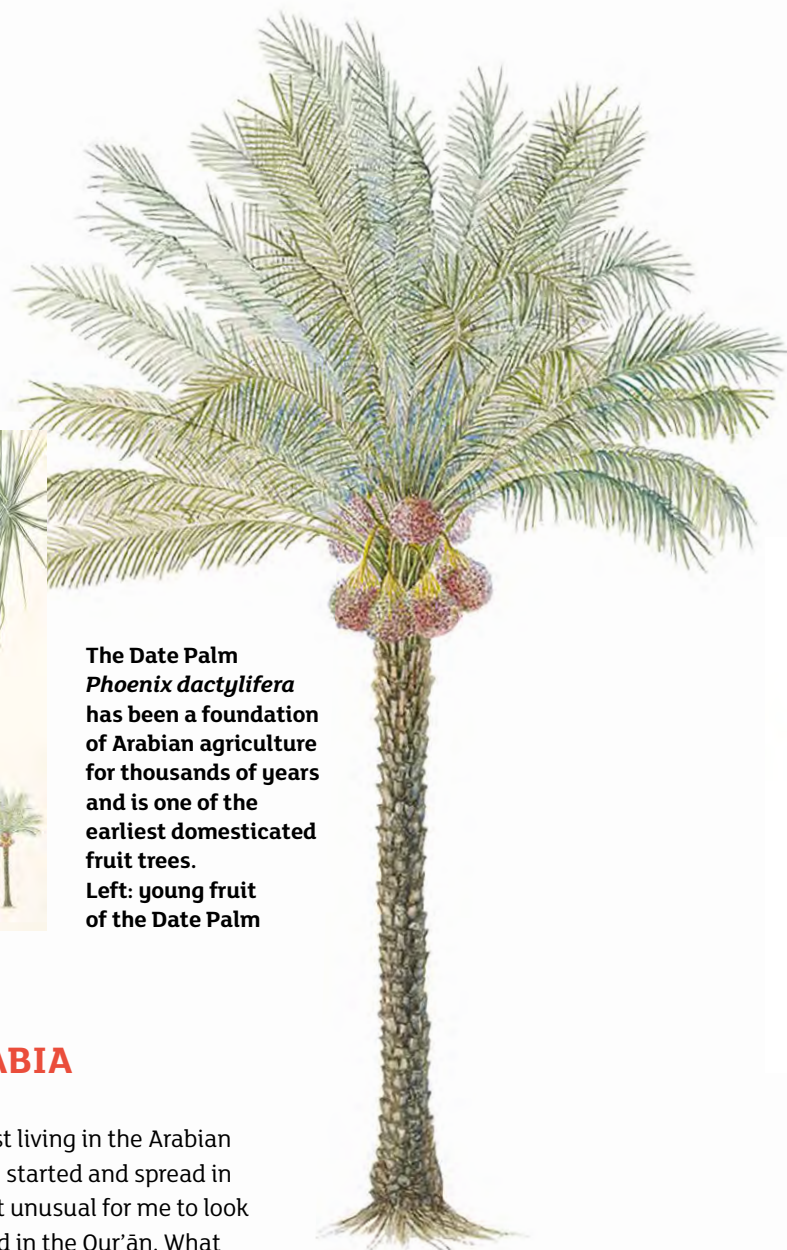 The Date Palm
Phoenix dactylifera
has been a foundation
of Arabian agriculture
for thousands of years
and is one of the
earliest domesticated
fruit trees.
Left: young fruit
of the Date Palm
living in the Arabian
started and spread in
unusual for me to look
in the Qur’ān. What